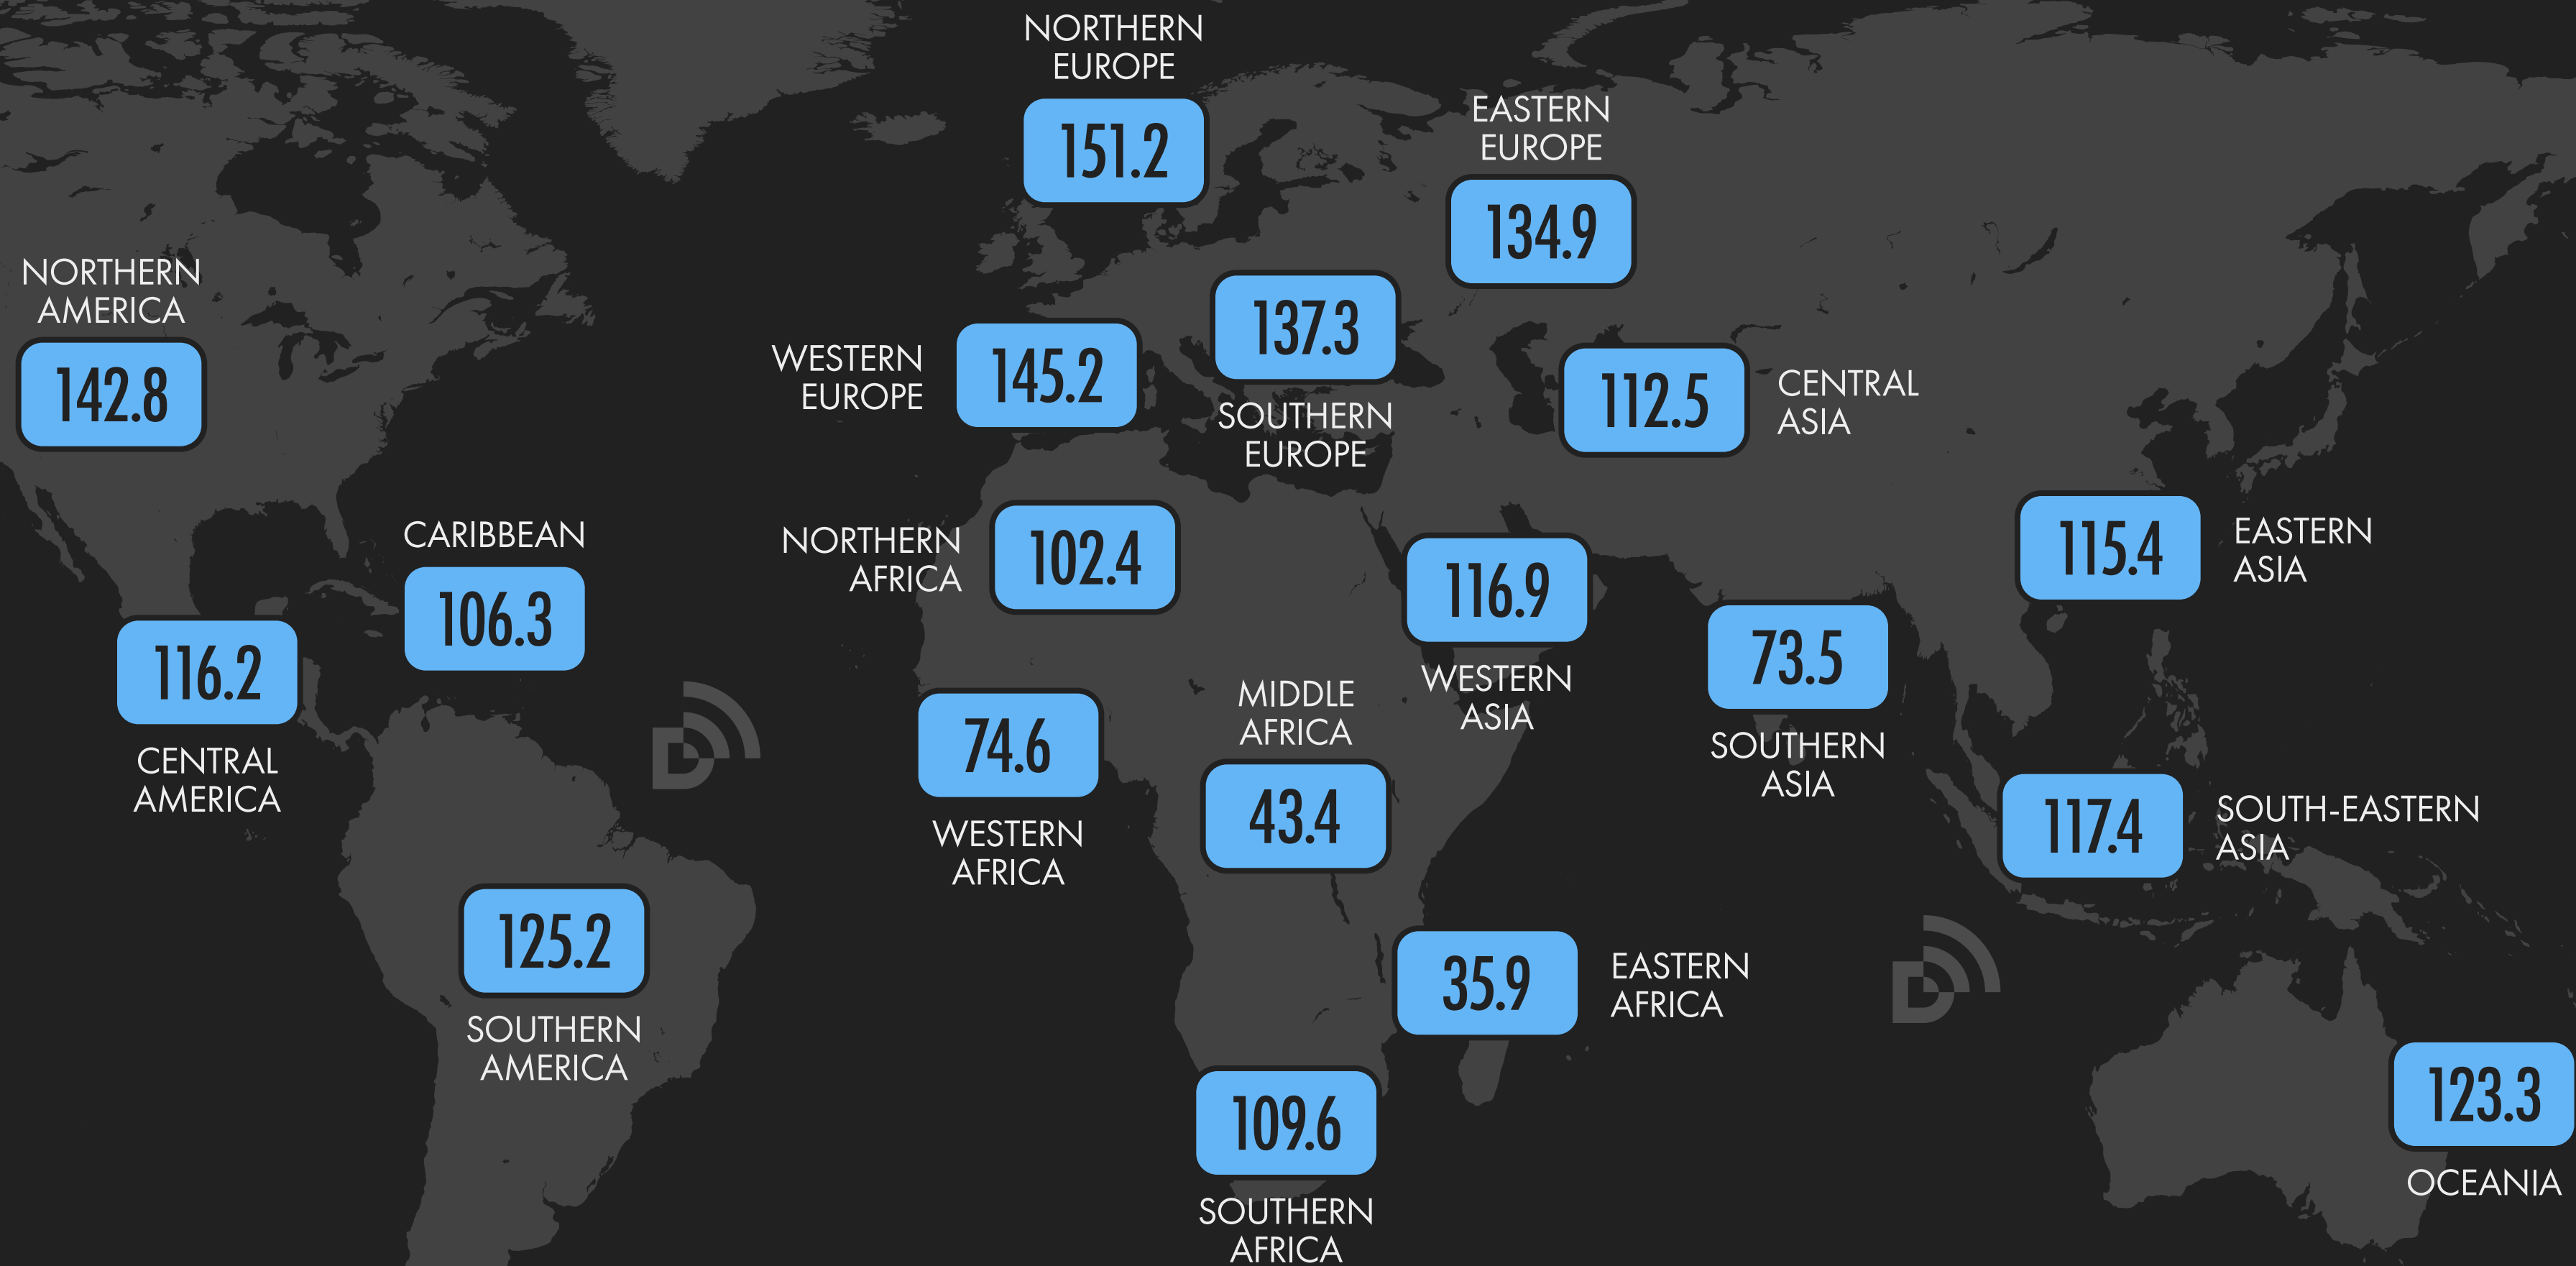 NORTHERN
EUROPE
151.2
EASTERN
EUROPE
134.9
NORTHERN
AMERICA
142.8
WESTERN
EUROPE
145.2
137.3
SOUTHERN
EUROPE
112.5
CENTRAL
ASIA
CARIBBEAN
106.3
NORTHERN
AFRICA
102.4
116.9
WESTERN
ASIA
115.4
EASTERN
ASIA
116.2
CENTRAL
AMERICA
74.6
WESTERN
AFRICA
MIDDLE
AFRICA
43.4
73.5
SOUTHERN
ASIA
117.4
SOUTH-EASTERN
ASIA
125.2
SOUTHERN
AMERICA
35.9
EASTERN
AFRICA
109.6
SOUTHERN
AFRICA
123.3
OCEANIA